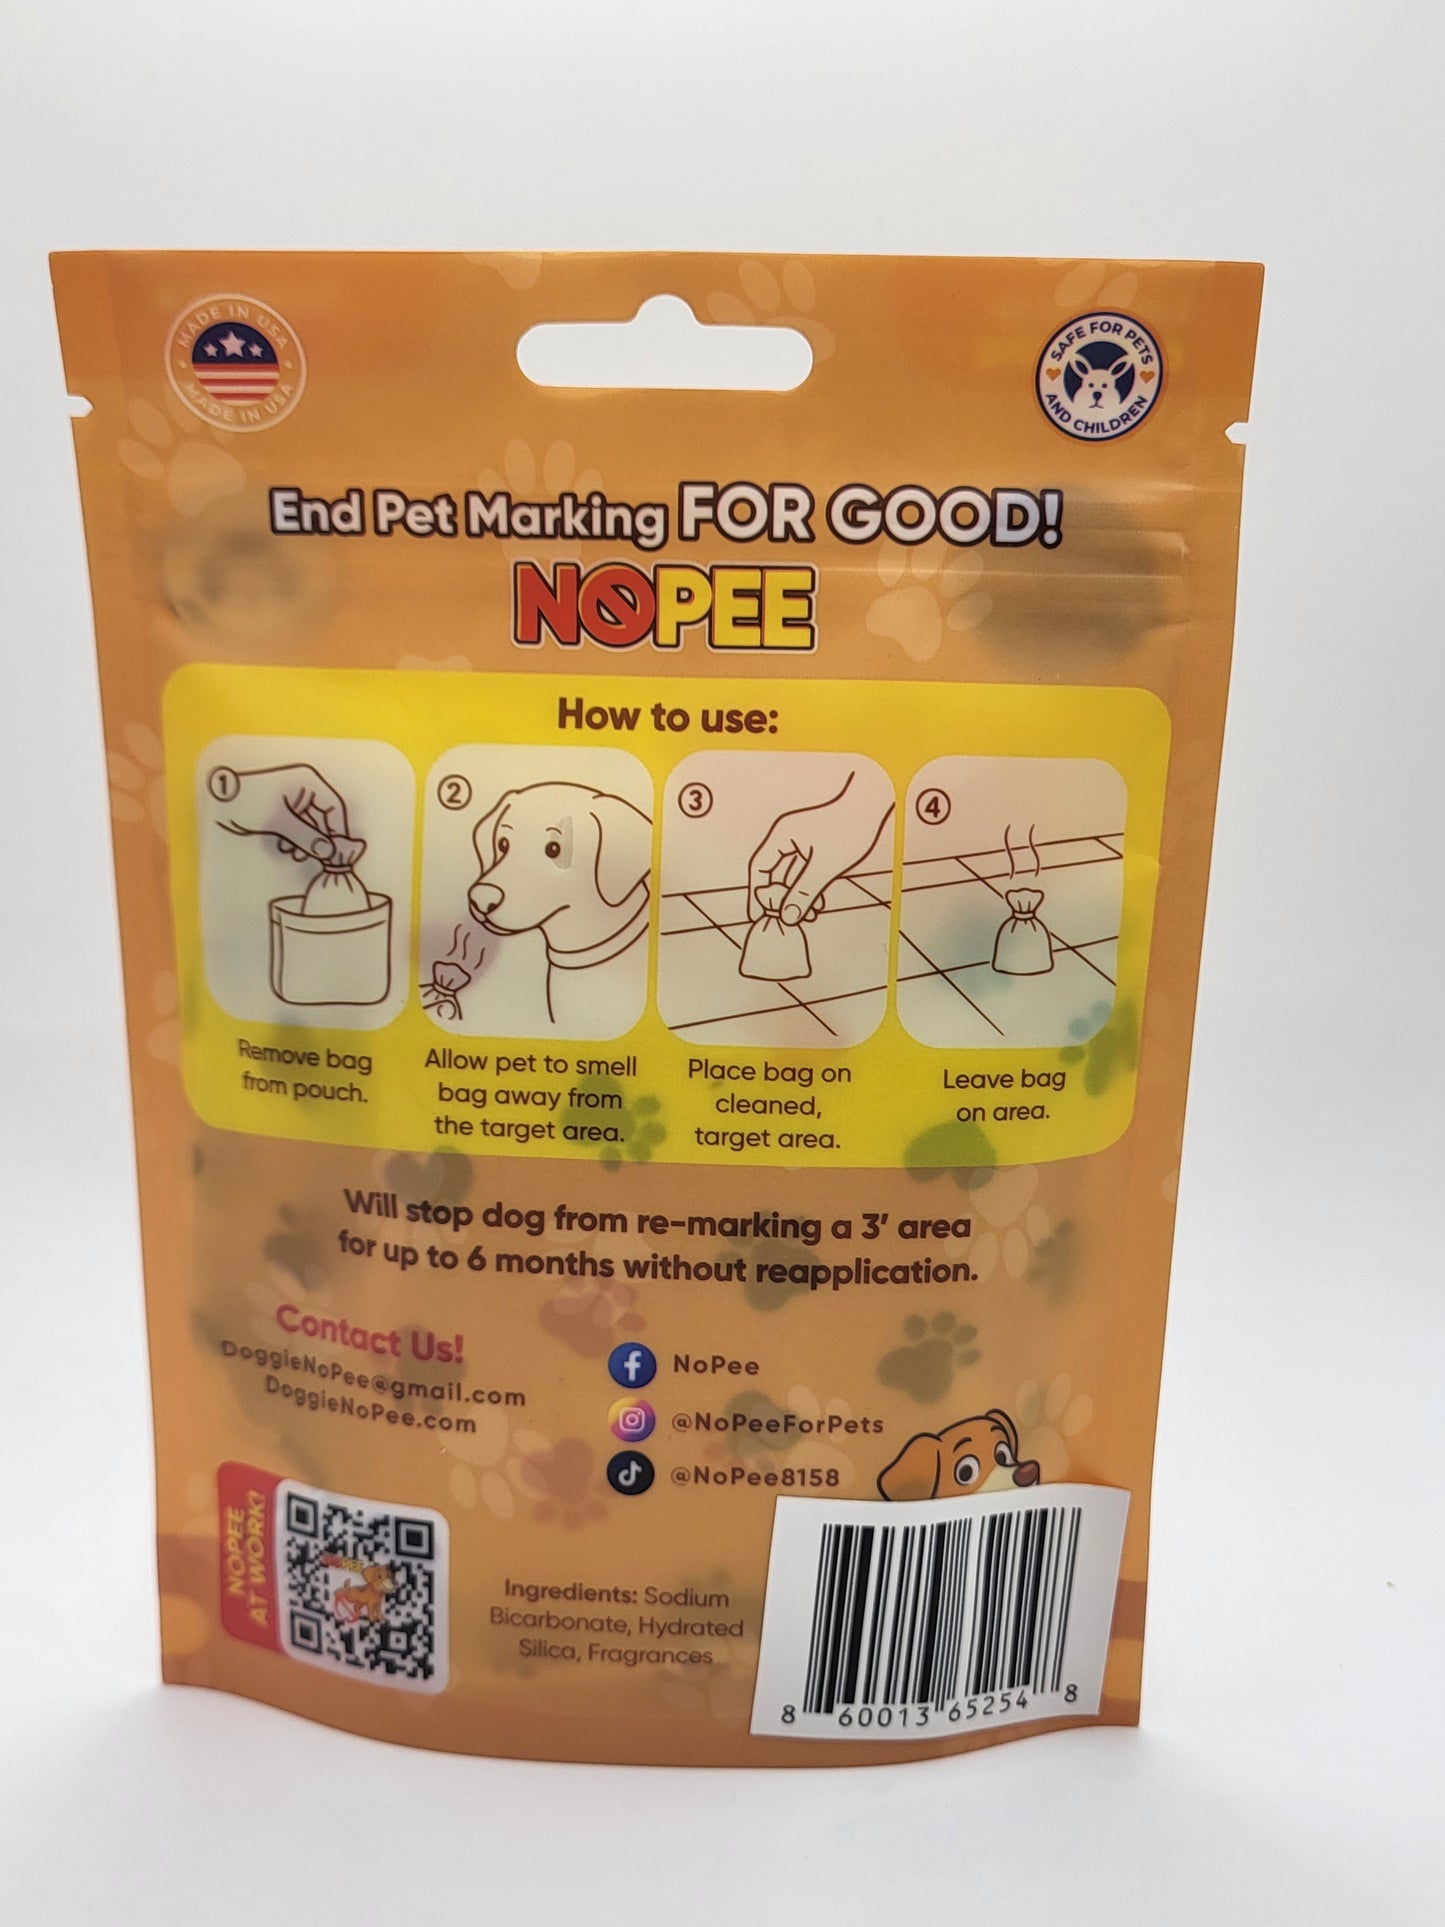 MADE IN USA
MADE IN USA
SAFE FOR PETS
AND CHILDREN
End Pet Marking FOR GOOD!
NOPEE
How to use:
1
2
3
4
Remove bag
from pouch.
Allow pet to smell
bag away from
the target area.
Place bag on
cleaned,
target area.
Leave bag
on area.
Will stop dog from re-marking a 3' area
for up to 6 months without reapplication.
Contact Us!
DoggieNoPee@gmail.com
DoggieNoPee.com
NoPee
@NoPeeForPets
@NoPee8158
NOPEE
AT WORK!
NOPEE
Ingredients: Sodium
Bicarbonate, Hydrated
Silica, Fragrances
8 60013 65254 8